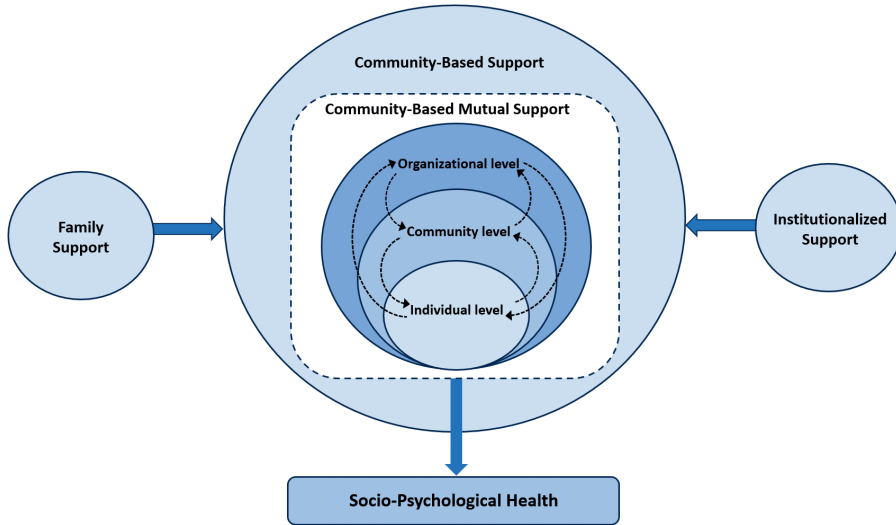 Community-Based Support
Community-Based Mutual Support
Organizational level
Community level
Individual level
Family
Support
Institutionalized
Support
Socio-Psychological Health